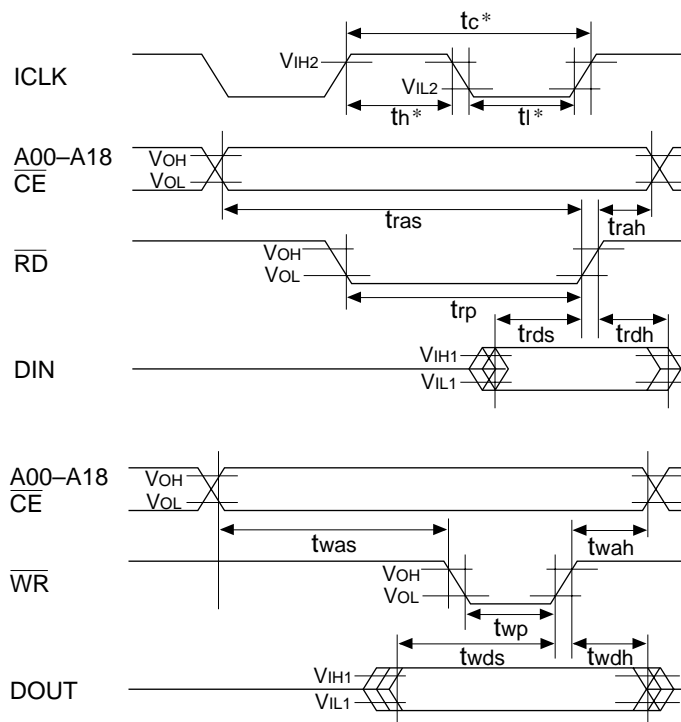 tc*
ICLK
VIH2
VIL2
th*
tl*
A00–A18
CE
VOH
VOL
tras
trah
RD
VOH
VOL
trp
trds
trdh
DIN
VIH1
VIL1
A00–A18
CE
VOH
VOL
twas
twah
WR
VOH
VOL
twp
twds
twdh
DOUT
VIH1
VIL1